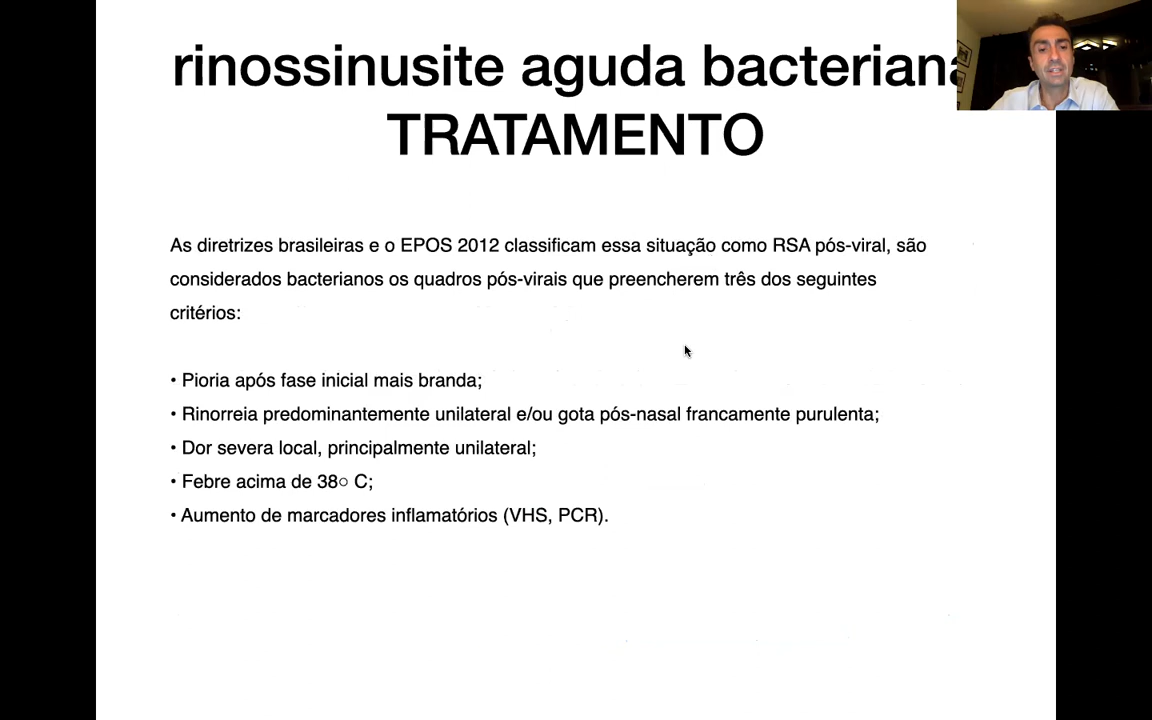 rinossinusite aguda bacteriana
TRATAMENTO
As diretrizes brasileiras e o EPOS 2012 classificam essa situação como RSA pós-viral, são
considerados bacterianos os quadros pós-virais que preencherem três dos seguintes
critérios:
• Pioria após fase inicial mais branda;
• Rinorreia predominantemente unilateral e/ou gota pós-nasal francamente purulenta;
• Dor severa local, principalmente unilateral;
• Febre acima de 38○ C;
• Aumento de marcadores inflamatórios (VHS, PCR).